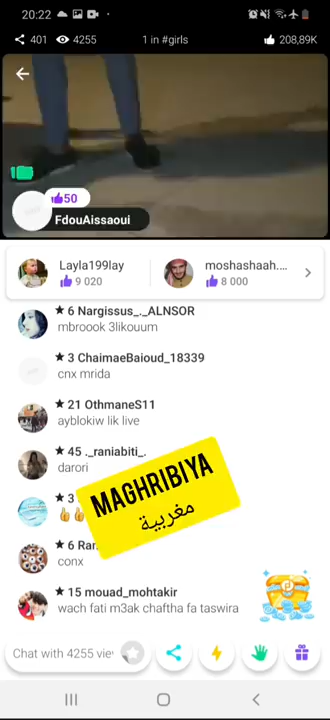 20:22
401 4255 1 in #girls 208,89K
50
FdouAissaoui
Layla199lay
9 020
moshashaah....
8 000
★ 6 Nargissus_._ALNSOR
mbroook 3likouum
★ 3 ChaimaeBaioud_18339
cnx mrida
★ 21 OthmaneS11
ayblokiw lik live
★ 45 ._raniabiti_.
darori
★ 3
MAGHRIBIYA
مغربية
★ 6
conx
★ 15 mouad_mohtakir
wach fati m3ak chaftha fa taswira
Chat with 4255